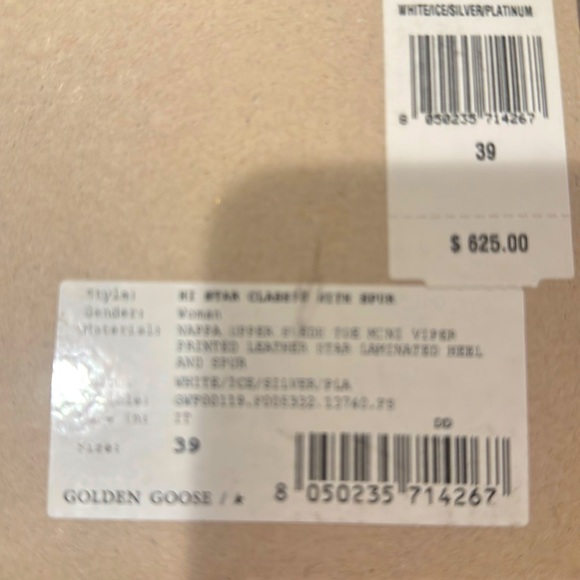 WHITE/ICE/SILVER/PLATINUM
8 050235 714267
39
$ 625.00
Style: HI STAR CLASSIC WITH SPUR
Gender: Woman
Material: NAPPA UPPER SUEDE TOE MINI VIPER
PRINTED LEATHER STAR LAMINATED HEEL
AND SPUR
WHITE/ICE/SILVER/PLA
IT
Size: 39
8 050235 714267
GOLDEN GOOSE / ★